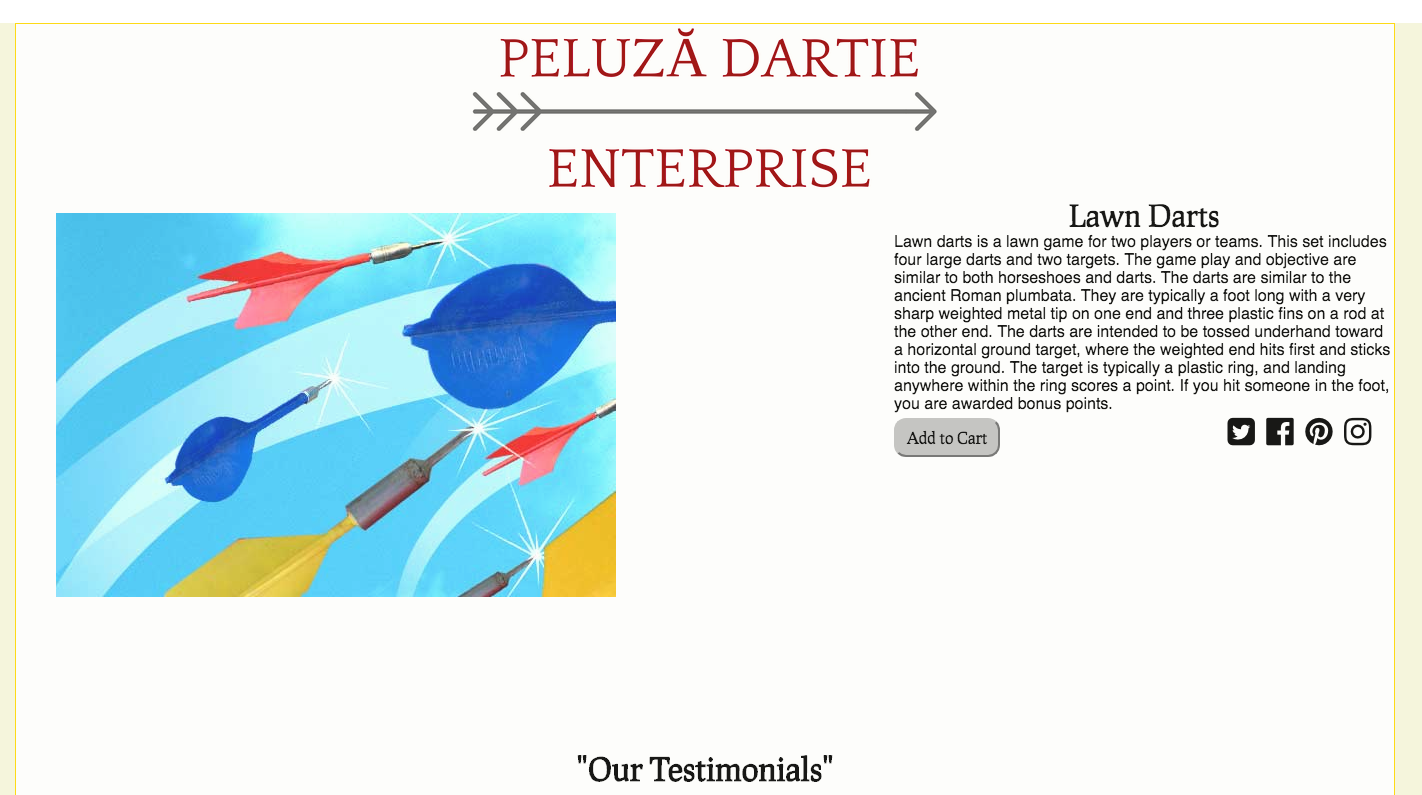 PELUZĂ DARTIE
ENTERPRISE
Lawn Darts
Lawn darts is a lawn game for two players or teams. This set includes
four large darts and two targets. The game play and objective are
similar to both horseshoes and darts. The darts are similar to the
ancient Roman plumbata. They are typically a foot long with a very
sharp weighted metal tip on one end and three plastic fins on a rod at
the other end. The darts are intended to be tossed underhand toward
a horizontal ground target, where the weighted end hits first and sticks
into the ground. The target is typically a plastic ring, and landing
anywhere within the ring scores a point. If you hit someone in the foot,
you are awarded bonus points.
Add to Cart
"Our Testimonials"